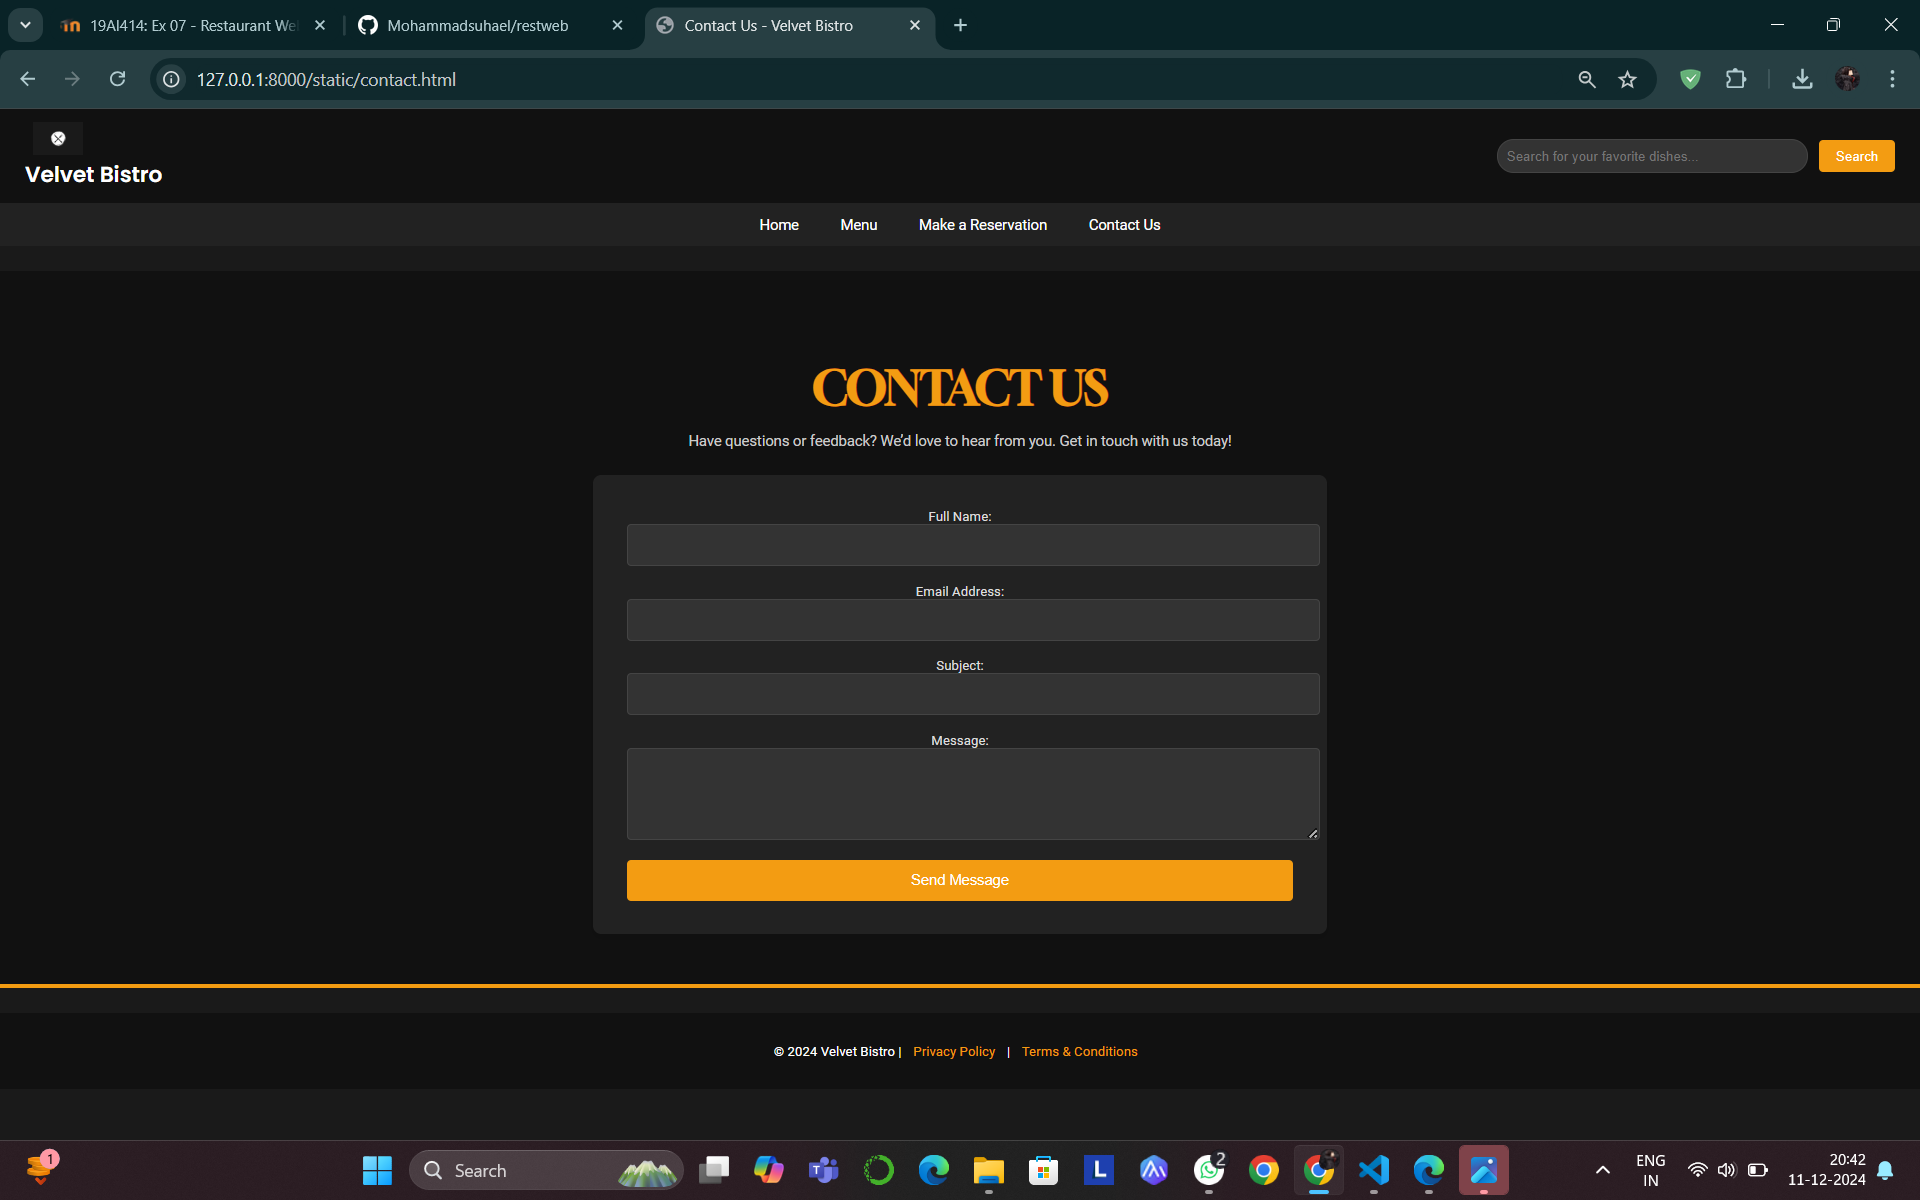 19AI414: Ex 07 - Restaurant We
Mohammadsuhael/restweb
Contact Us - Velvet Bistro
127.0.0.1:8000/static/contact.html
Velvet Bistro
Search for your favorite dishes...
Search
Home
Menu
Make a Reservation
Contact Us
CONTACT US
Have questions or feedback? We’d love to hear from you. Get in touch with us today!
Full Name:
Email Address:
Subject:
Message:
Send Message
© 2024 Velvet Bistro | Privacy Policy | Terms & Conditions
1
Search
T
L
2
ENG
IN
20:42
11-12-2024